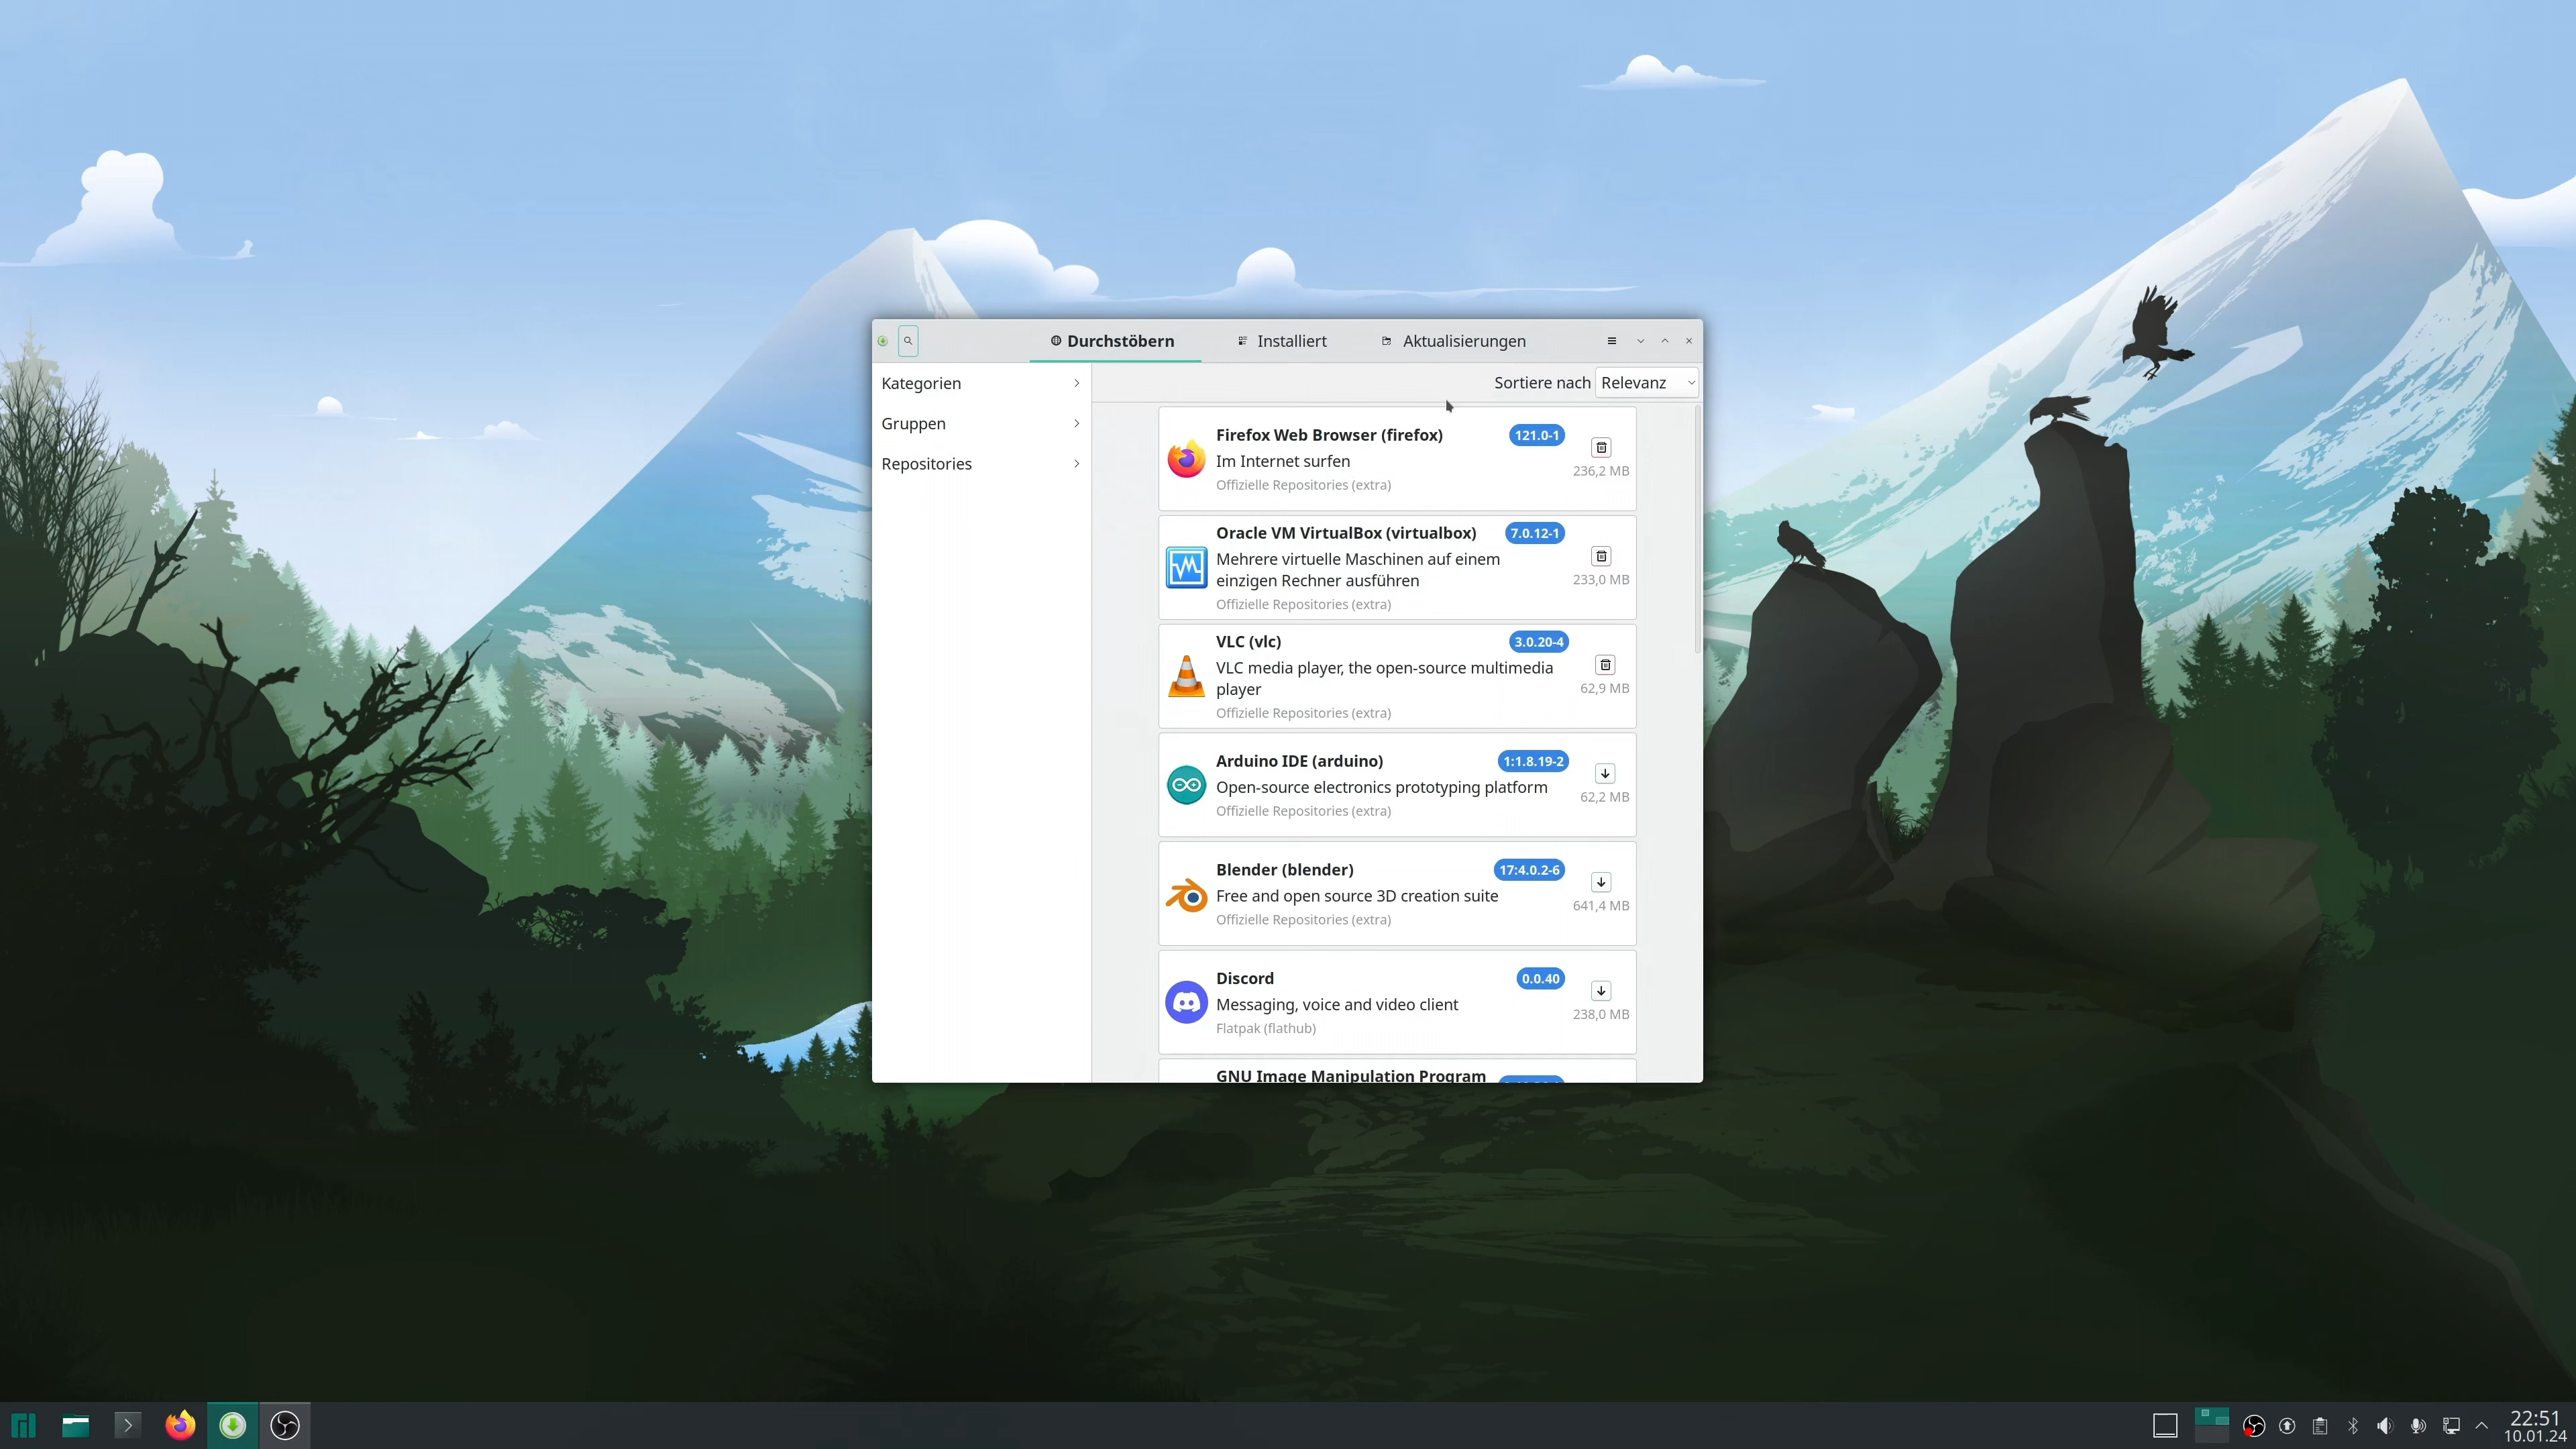 Durchstöbern
Installiert
Aktualisierungen
Kategorien
Gruppen
Repositories
Sortiere nach Relevanz
Firefox Web Browser (firefox) 121.0-1
Im Internet surfen
236,2 MB
Offizielle Repositories (extra)
Oracle VM VirtualBox (virtualbox) 7.0.12-1
Mehrere virtuelle Maschinen auf einem
einzigen Rechner ausführen
233,0 MB
Offizielle Repositories (extra)
VLC (vlc) 3.0.20-4
VLC media player, the open-source multimedia
player
62,9 MB
Offizielle Repositories (extra)
Arduino IDE (arduino) 1:1.8.19-2
Open-source electronics prototyping platform
62,2 MB
Offizielle Repositories (extra)
Blender (blender) 17:4.0.2-6
Free and open source 3D creation suite
641,4 MB
Offizielle Repositories (extra)
Discord 0.0.40
Messaging, voice and video client
238,0 MB
Flatpak (flathub)
GNU Image Manipulation Program
22:51
10.01.24